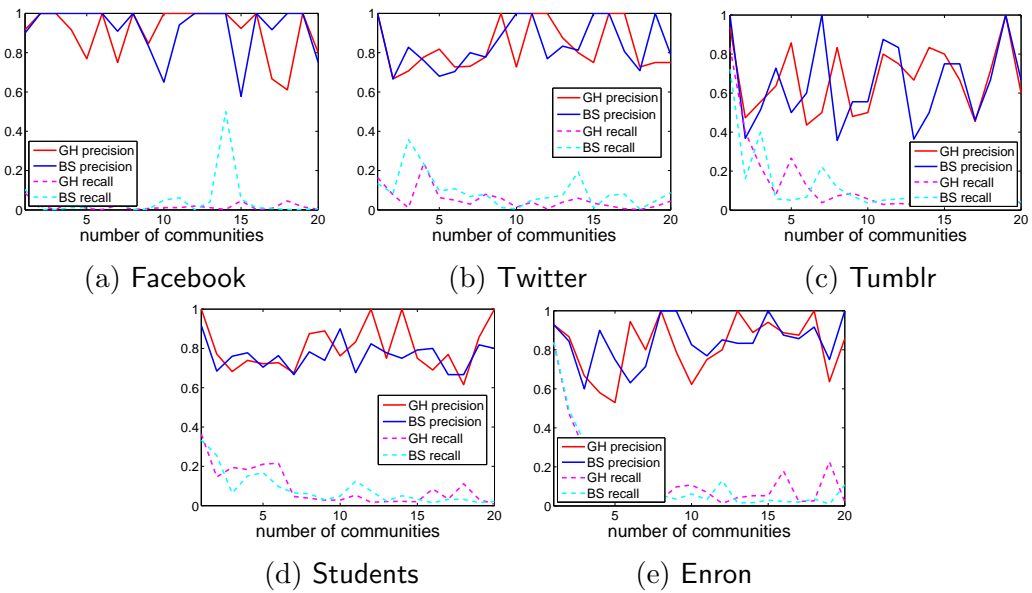 1
0.8
0.6
0.4
0.2
0
GH precision
BS precision
GH recall
BS recall
5 10 15 20
number of communities
(a) Facebook
1
0.8
0.6
0.4
0.2
0
GH precision
BS precision
GH recall
BS recall
5 10 15 20
number of communities
(b) Twitter
1
0.8
0.6
0.4
0.2
0
GH precision
BS precision
GH recall
BS recall
5 10 15 20
number of communities
(c) Tumblr
1
0.8
0.6
0.4
0.2
0
GH precision
BS precision
GH recall
BS recall
5 10 15 20
number of communities
(d) Students
1
0.8
0.6
0.4
0.2
0
GH precision
BS precision
GH recall
BS recall
5 10 15 20
number of communities
(e) Enron